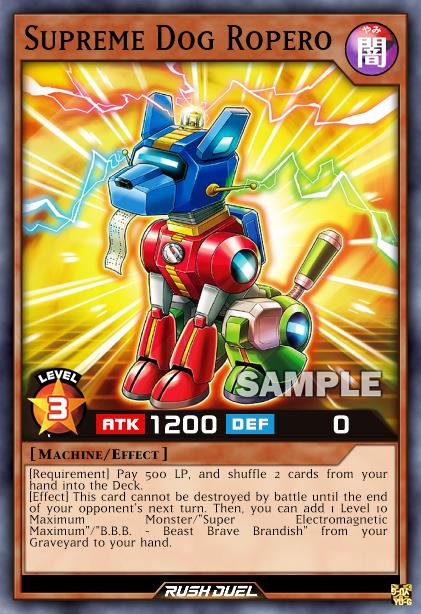 SUPREME DOG ROPERO
やみ
闇
SAMPLE
LEVEL
3
ATK 1200 DEF 0
[MACHINE/EFFECT]
[Requirement] Pay 500 LP, and shuffle 2 cards from your
hand into the Deck.
[Effect] This card cannot be destroyed by battle until the end
of your opponent's next turn. Then, you can add 1 Level 10
Maximum Monster/"Super Electromagnetic
Maximum"/"B.B.B. - Beast Brave Brandish" from your
Graveyard to your hand.
RUSH DUEL